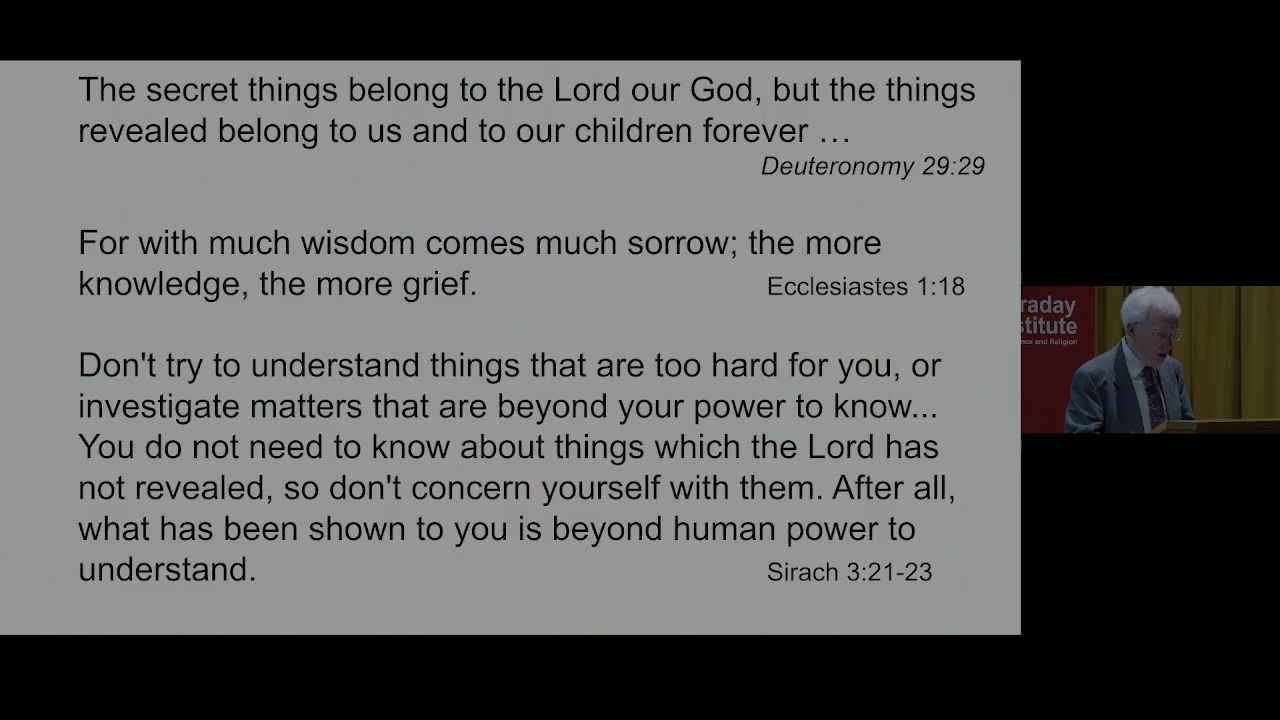 The secret things belong to the Lord our God, but the things
revealed belong to us and to our children forever …
Deuteronomy 29:29
For with much wisdom comes much sorrow; the more
knowledge, the more grief.
Ecclesiastes 1:18
Don't try to understand things that are too hard for you, or
investigate matters that are beyond your power to know...
You do not need to know about things which the Lord has
not revealed, so don't concern yourself with them. After all,
what has been shown to you is beyond human power to
understand.
Sirach 3:21-23
raday
stitute
nce and Religion